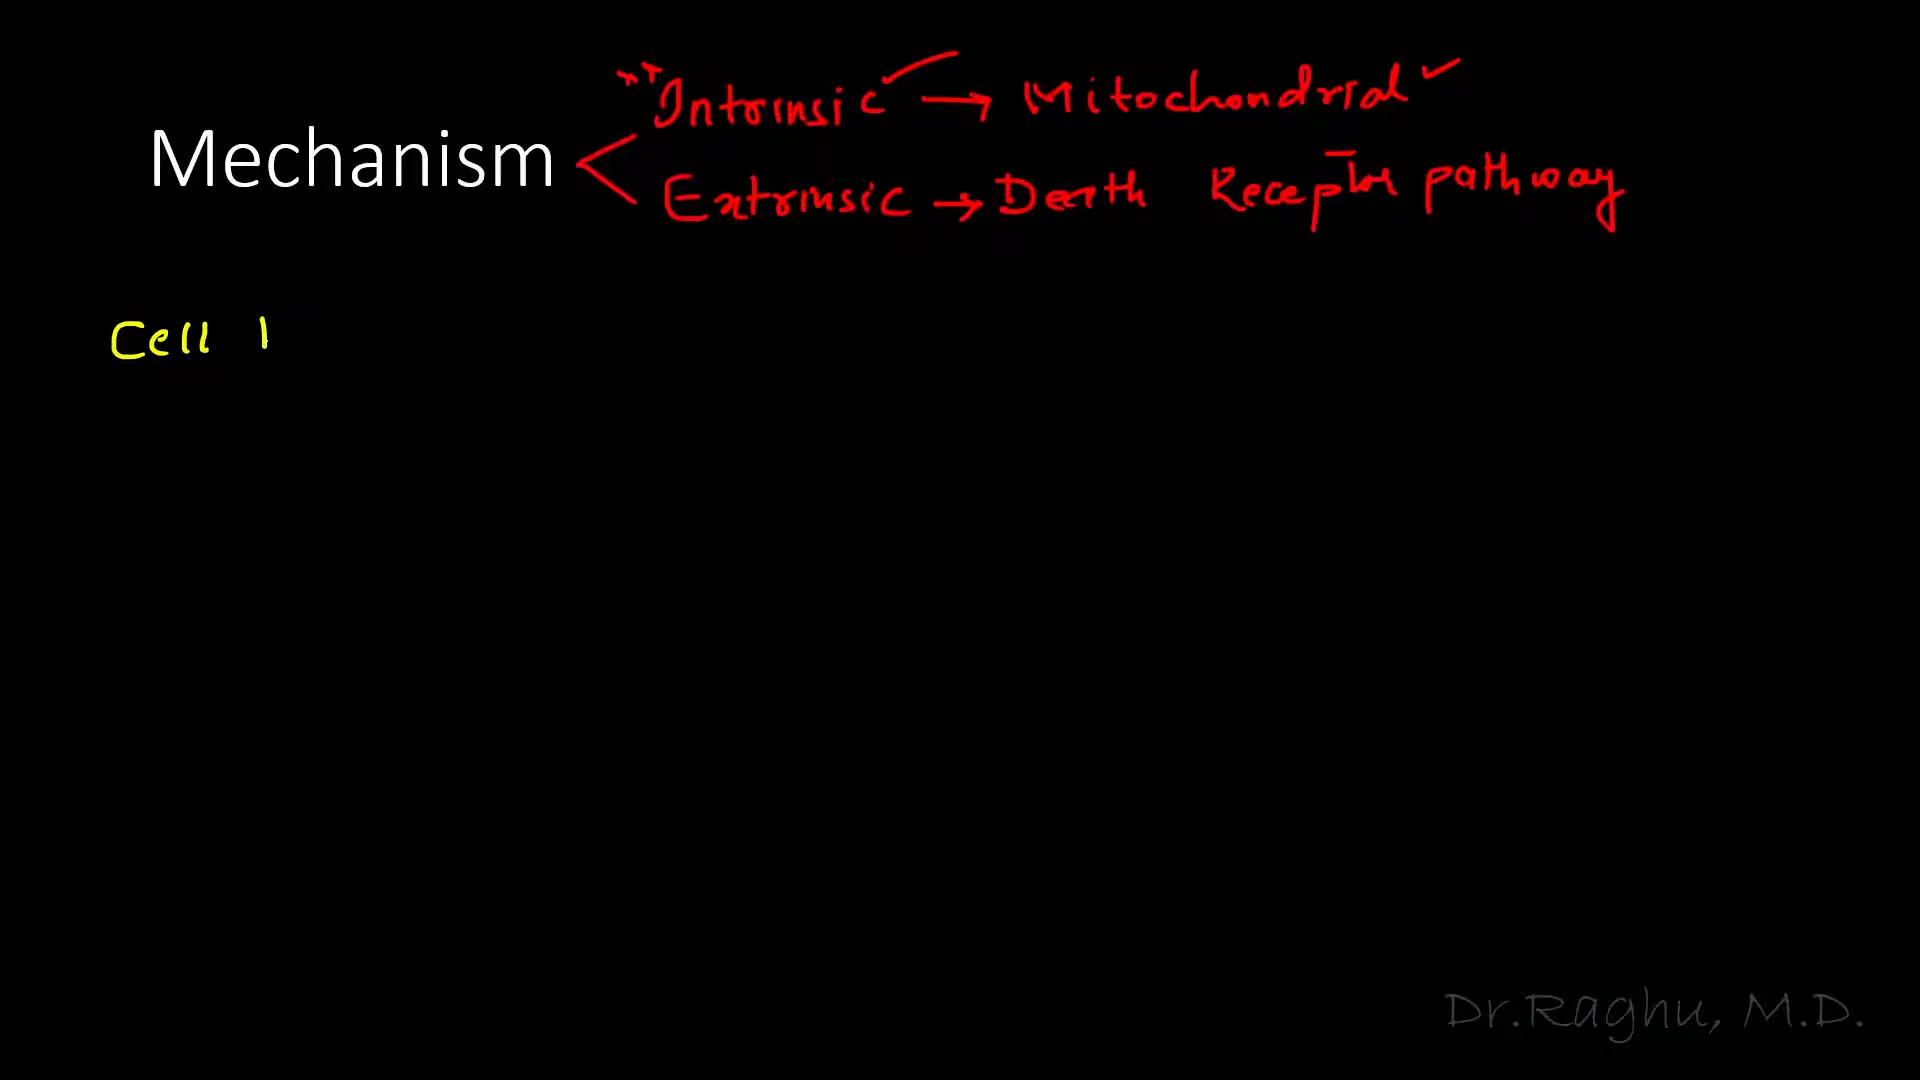 ** Intrinsic → Mitochondrial
Mechanism
Extrinsic → Death Receptor pathway
Cell I
Dr.Raghu, M.D.